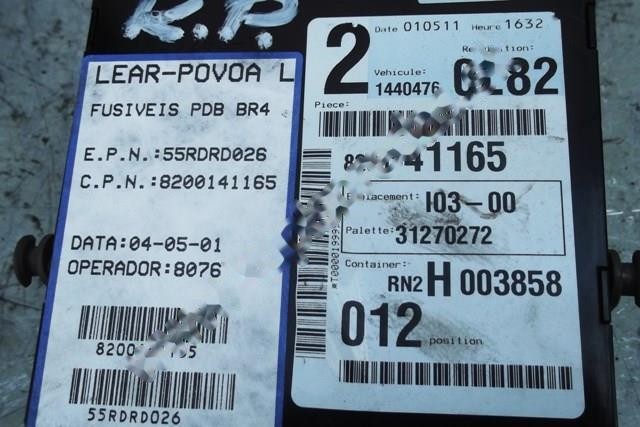 K.P.
LEAR-POVOA L
FUSIVEIS PDB BR4
E.P.N.:55RDRD026
C.P.N.:8200141165
DATA:04-05-01
OPERADOR:8076
55RDRD026
2
Date 010511 Heure 1632
Vehicule:
1440476
Piece:
41165
I03-00
Palette: 31270272
Container:
RN2 H 003858
012 position